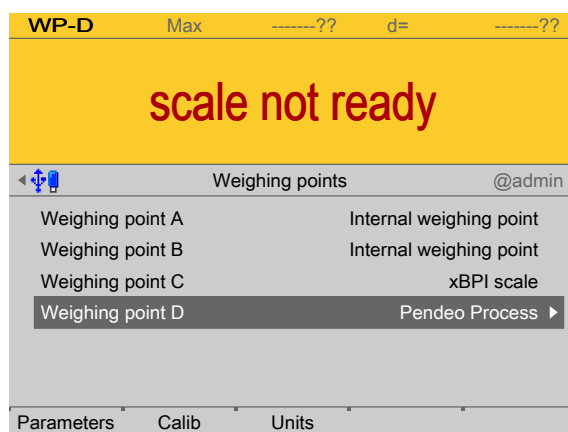 WP-D Max -------?? d= -------??
scale not ready
Weighing points @admin
Weighing point A Internal weighing point
Weighing point B Internal weighing point
Weighing point C xBPI scale
Weighing point D Pendeo Process
Parameters Calib Units